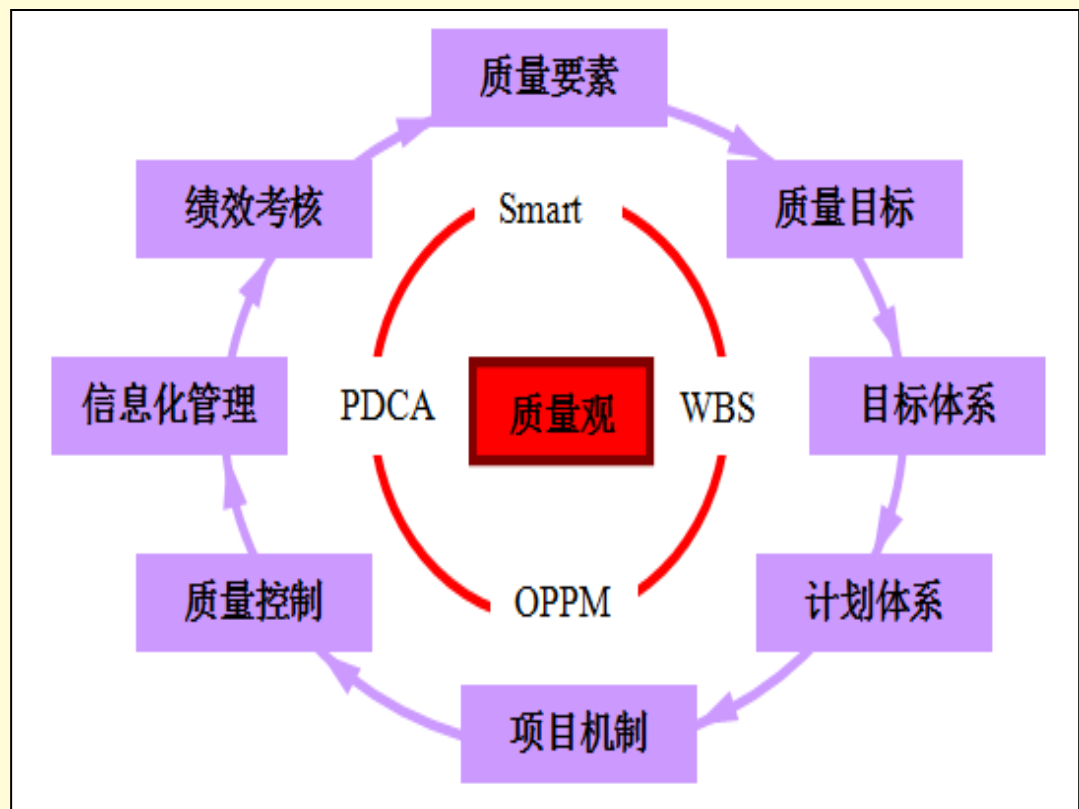 质量要素
绩效考核
Smart
质量目标
信息化管理
PDCA
质量观
WBS
目标体系
质量控制
OPPM
计划体系
项目机制